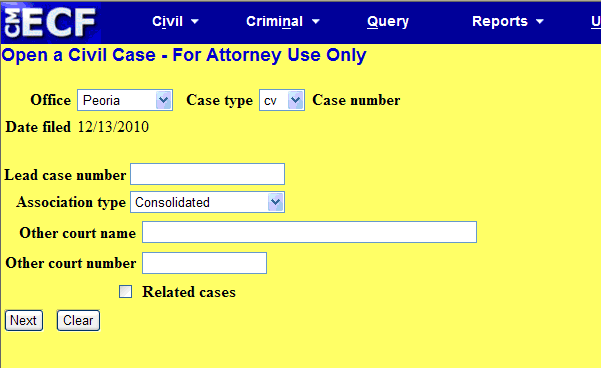 CM ECF Civil Criminal Query Reports U
Open a Civil Case - For Attorney Use Only
Office Peoria Case type cv Case number
Date filed 12/13/2010
Lead case number
Association type Consolidated
Other court name
Other court number
Related cases
Next Clear